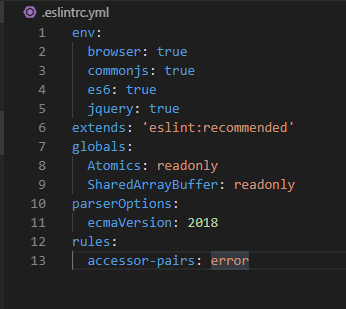 .eslintrc.yml
1 env:
2   browser: true
3   commonjs: true
4   es6: true
5   jquery: true
6 extends: 'eslint:recommended'
7 globals:
8   Atomics: readonly
9   SharedArrayBuffer: readonly
10 parserOptions:
11   ecmaVersion: 2018
12 rules:
13   accessor-pairs: error